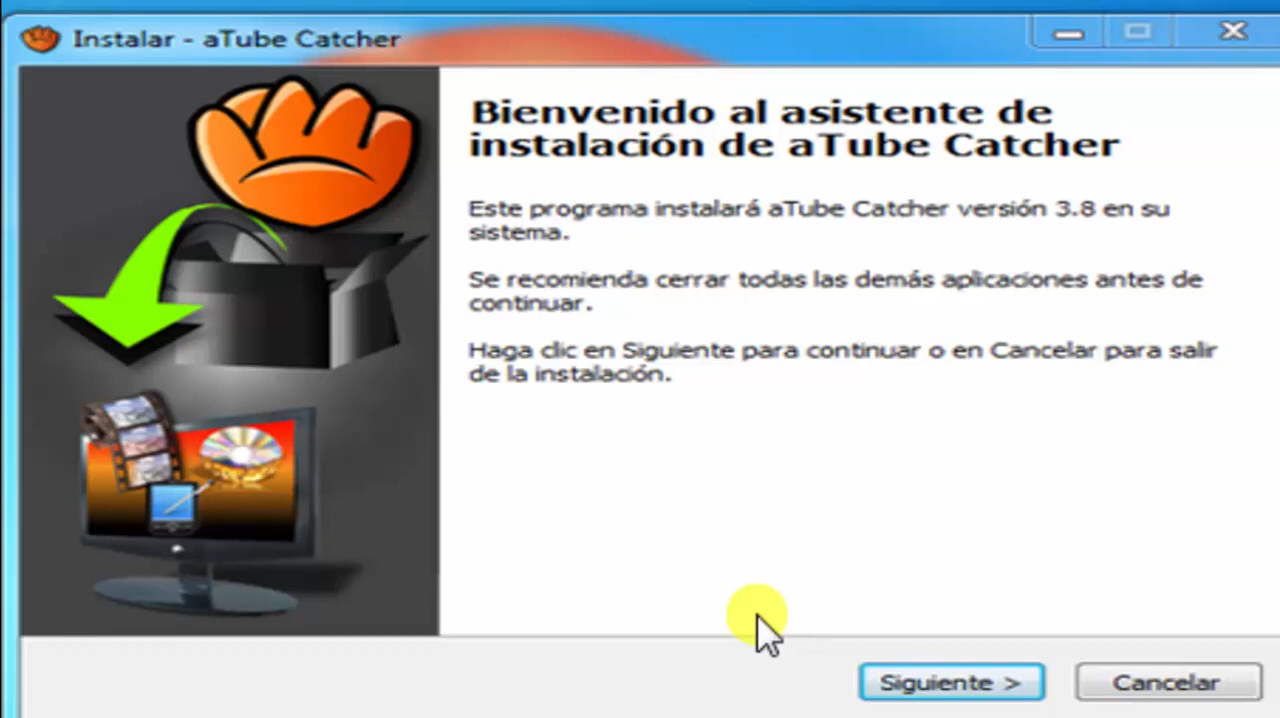 Instalar - aTube Catcher
Bienvenido al asistente de
instalación de aTube Catcher
Este programa instalará aTube Catcher versión 3.8 en su
sistema.
Se recomienda cerrar todas las demás aplicaciones antes de
continuar.
Haga clic en Siguiente para continuar o en Cancelar para salir
de la instalación.
Siguiente >
Cancelar